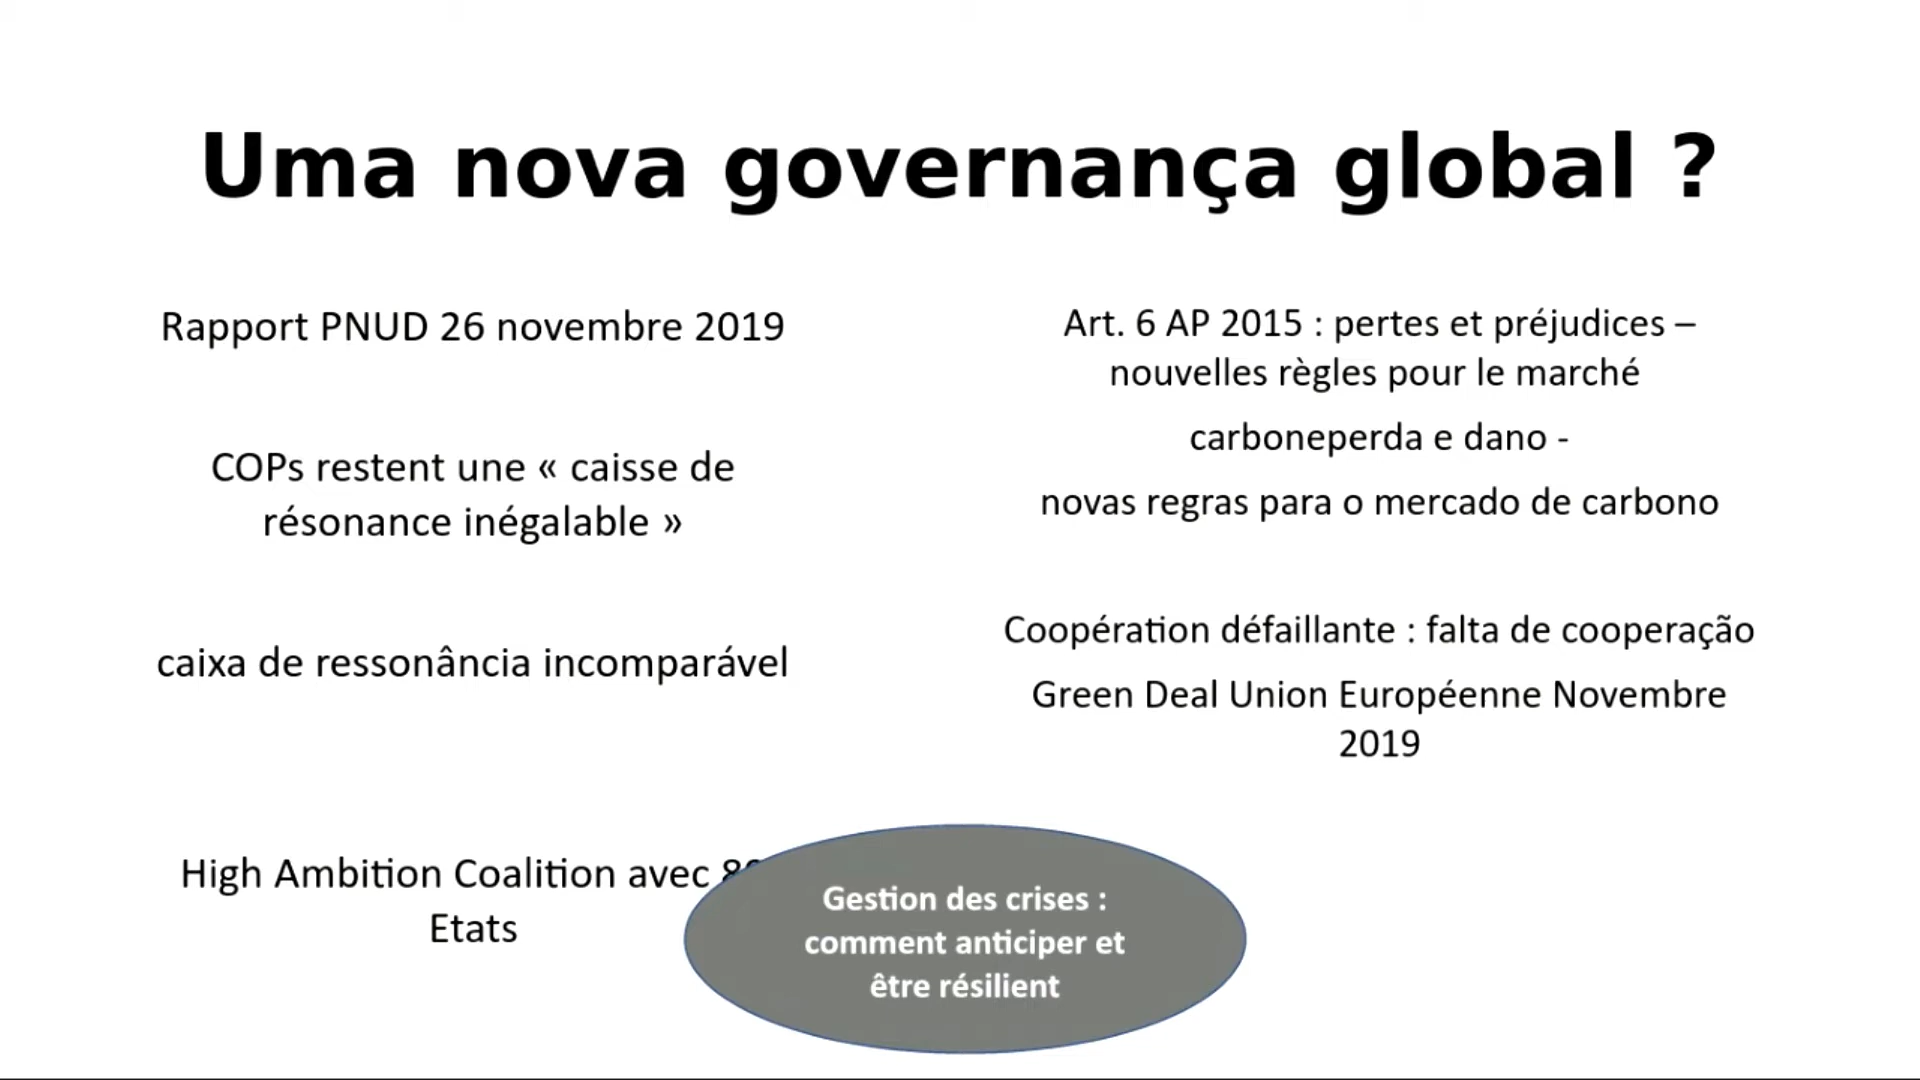 Uma nova governança global ?
Rapport PNUD 26 novembre 2019
COPs restent une « caisse de
résonance inégalable »
caixa de ressonância incomparável
High Ambition Coalition avec
Etats
Art. 6 AP 2015 : pertes et préjudices –
nouvelles règles pour le marché
carboneperda e dano -
novas regras para o mercado de carbono
Coopération défaillante : falta de cooperação
Green Deal Union Européenne Novembre
2019
Gestion des crises :
comment anticiper et
être résilient